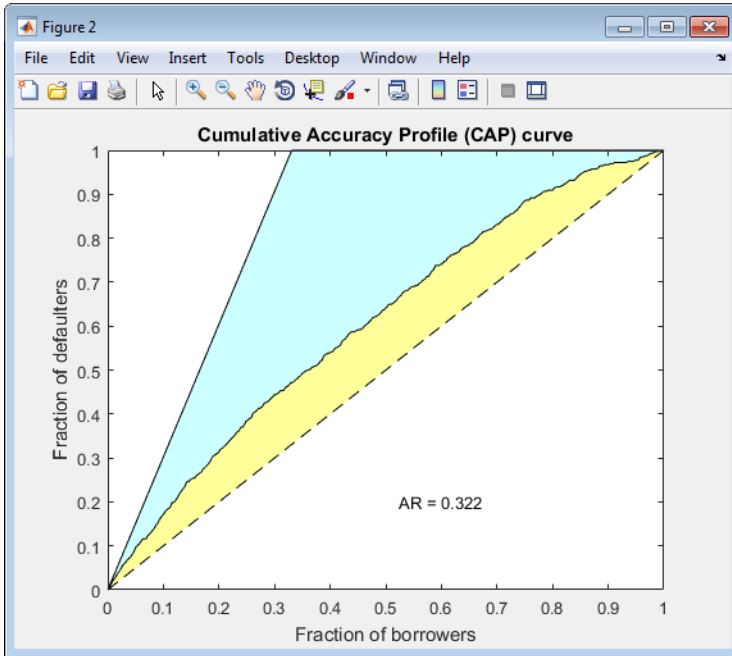 Figure 2
File Edit View Insert Tools Desktop Window Help
Cumulative Accuracy Profile (CAP) curve
1
0.9
0.8
0.7
0.6
0.5
0.4
0.3
0.2
0.1
0
Fraction of defaulters
AR = 0.322
0 0.1 0.2 0.3 0.4 0.5 0.6 0.7 0.8 0.9 1
Fraction of borrowers